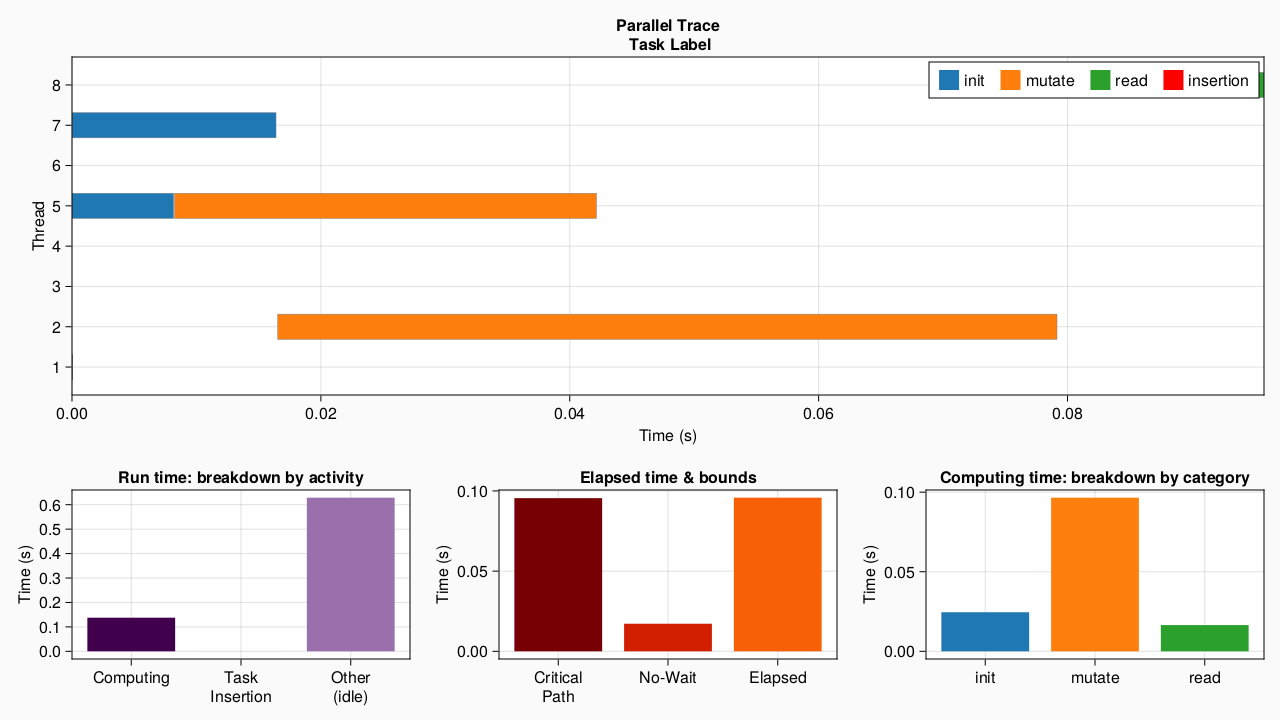 Parallel Trace
Task Label
init mutate read insertion
8
7
6
5
4
3
2
1
Thread
0.00 0.02 0.04 0.06 0.08
Time (s)
Run time: breakdown by activity
0.6
0.5
0.4
0.3
0.2
0.1
0.0
Time (s)
Computing Task Insertion Other (idle)
Elapsed time & bounds
0.10
0.05
0.00
Time (s)
Critical Path No-Wait Elapsed
Computing time: breakdown by category
0.10
0.05
0.00
Time (s)
init mutate read